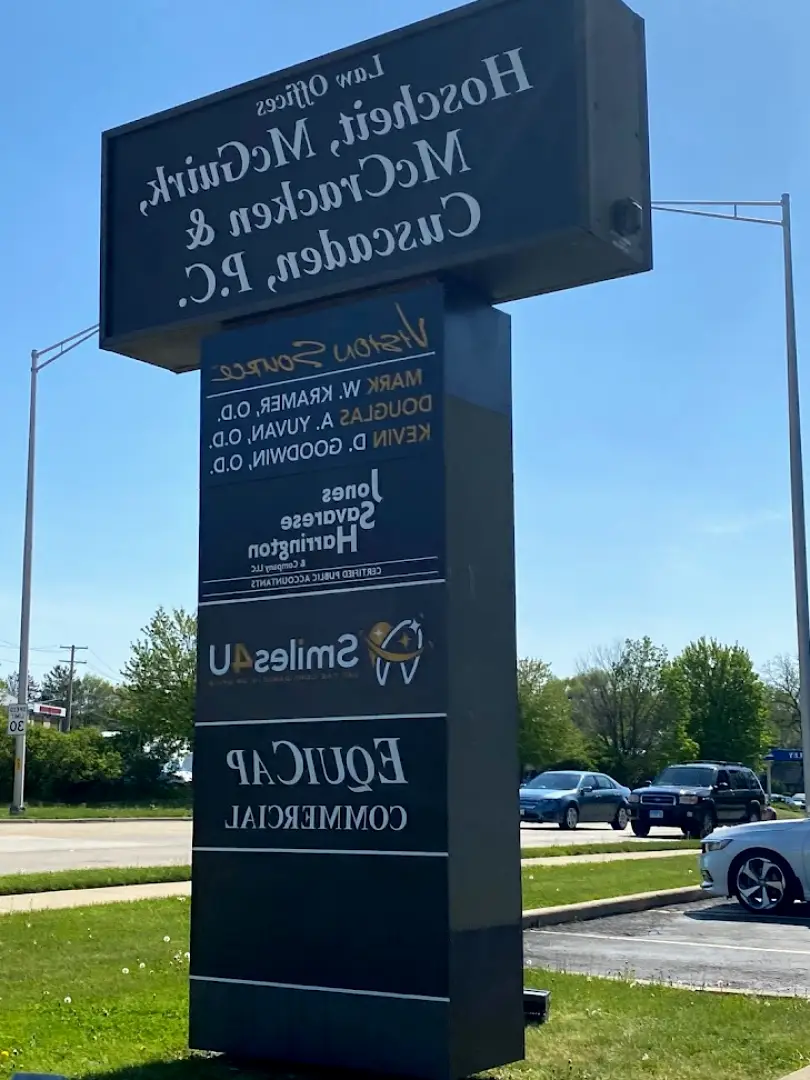 Law Offices
Hoscheit, McGuirk,
McCracken &
Cuscaden, P.C.
Vision Source
MARK W. KRAMER, O.D.
DOUGLAS A. YUVAN, O.D.
KEVIN D. GOODWIN, O.D.
Jones
Savarese
Harrington
& Company LLC
CERTIFIED PUBLIC ACCOUNTANTS
Smiles4U
EQUICAP
COMMERCIAL
30